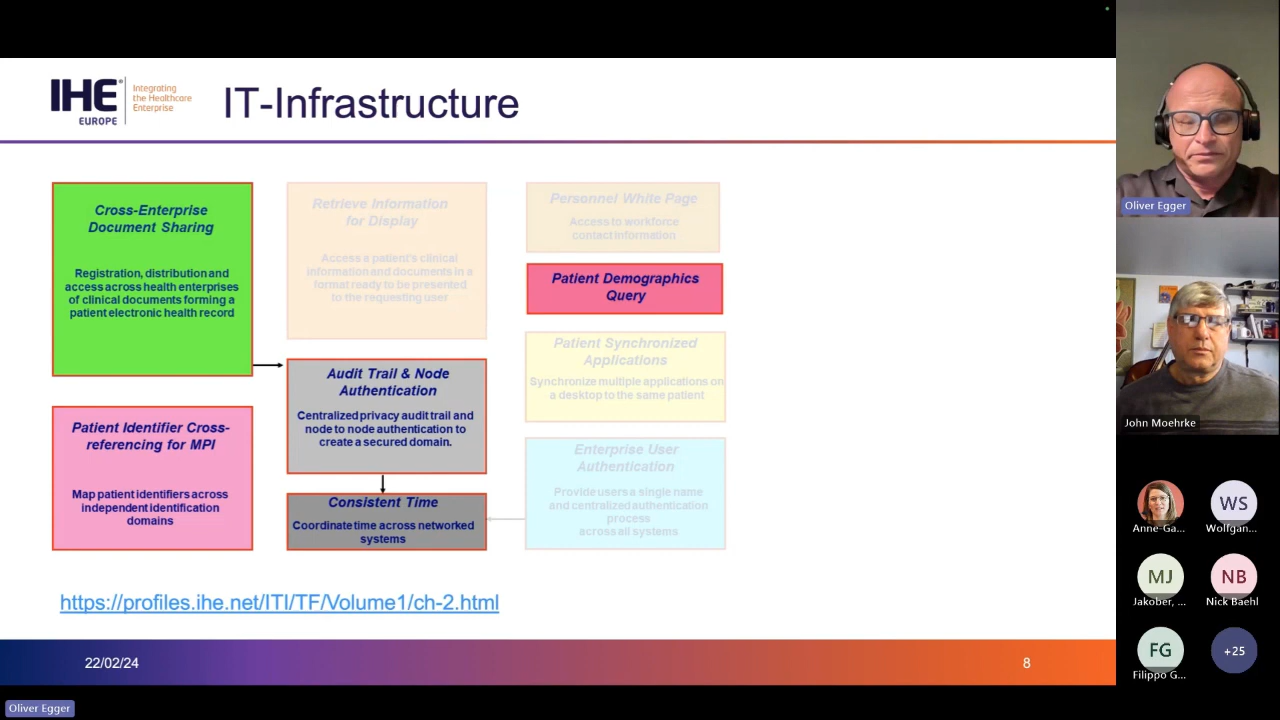 IHE
EUROPE
Integrating
the Healthcare
Enterprise
IT-Infrastructure
Cross-Enterprise
Document Sharing
Registration, distribution and
access across health enterprises
of clinical documents forming a
patient electronic health record
Retrieve Information
for Display
Access a patient's clinical
information and documents in a
format ready to be presented
to the requesting user
Personnel White Page
Access to workforce
contact information
Patient Demographics
Query
Patient Synchronized
Applications
Synchronize multiple applications on
a desktop to the same patient
Audit Trail & Node
Authentication
Centralized privacy audit trail and
node to node authentication to
create a secured domain.
Patient Identifier Cross-
referencing for MPI
Map patient identifiers across
independent identification
domains
Consistent Time
Coordinate time across networked
systems
Enterprise User
Authentication
Provide users a single name
and centralized authentication
process
across all systems
https://profiles.ihe.net/ITI/TF/Volume1/ch-2.html
22/02/24
8
Oliver Egger
John Moehrke
Anne-Ga...
WS
Wolfgan...
MJ
Jakober, ...
NB
Nick Baehl
FG
Filippo G...
+25
Oliver Egger